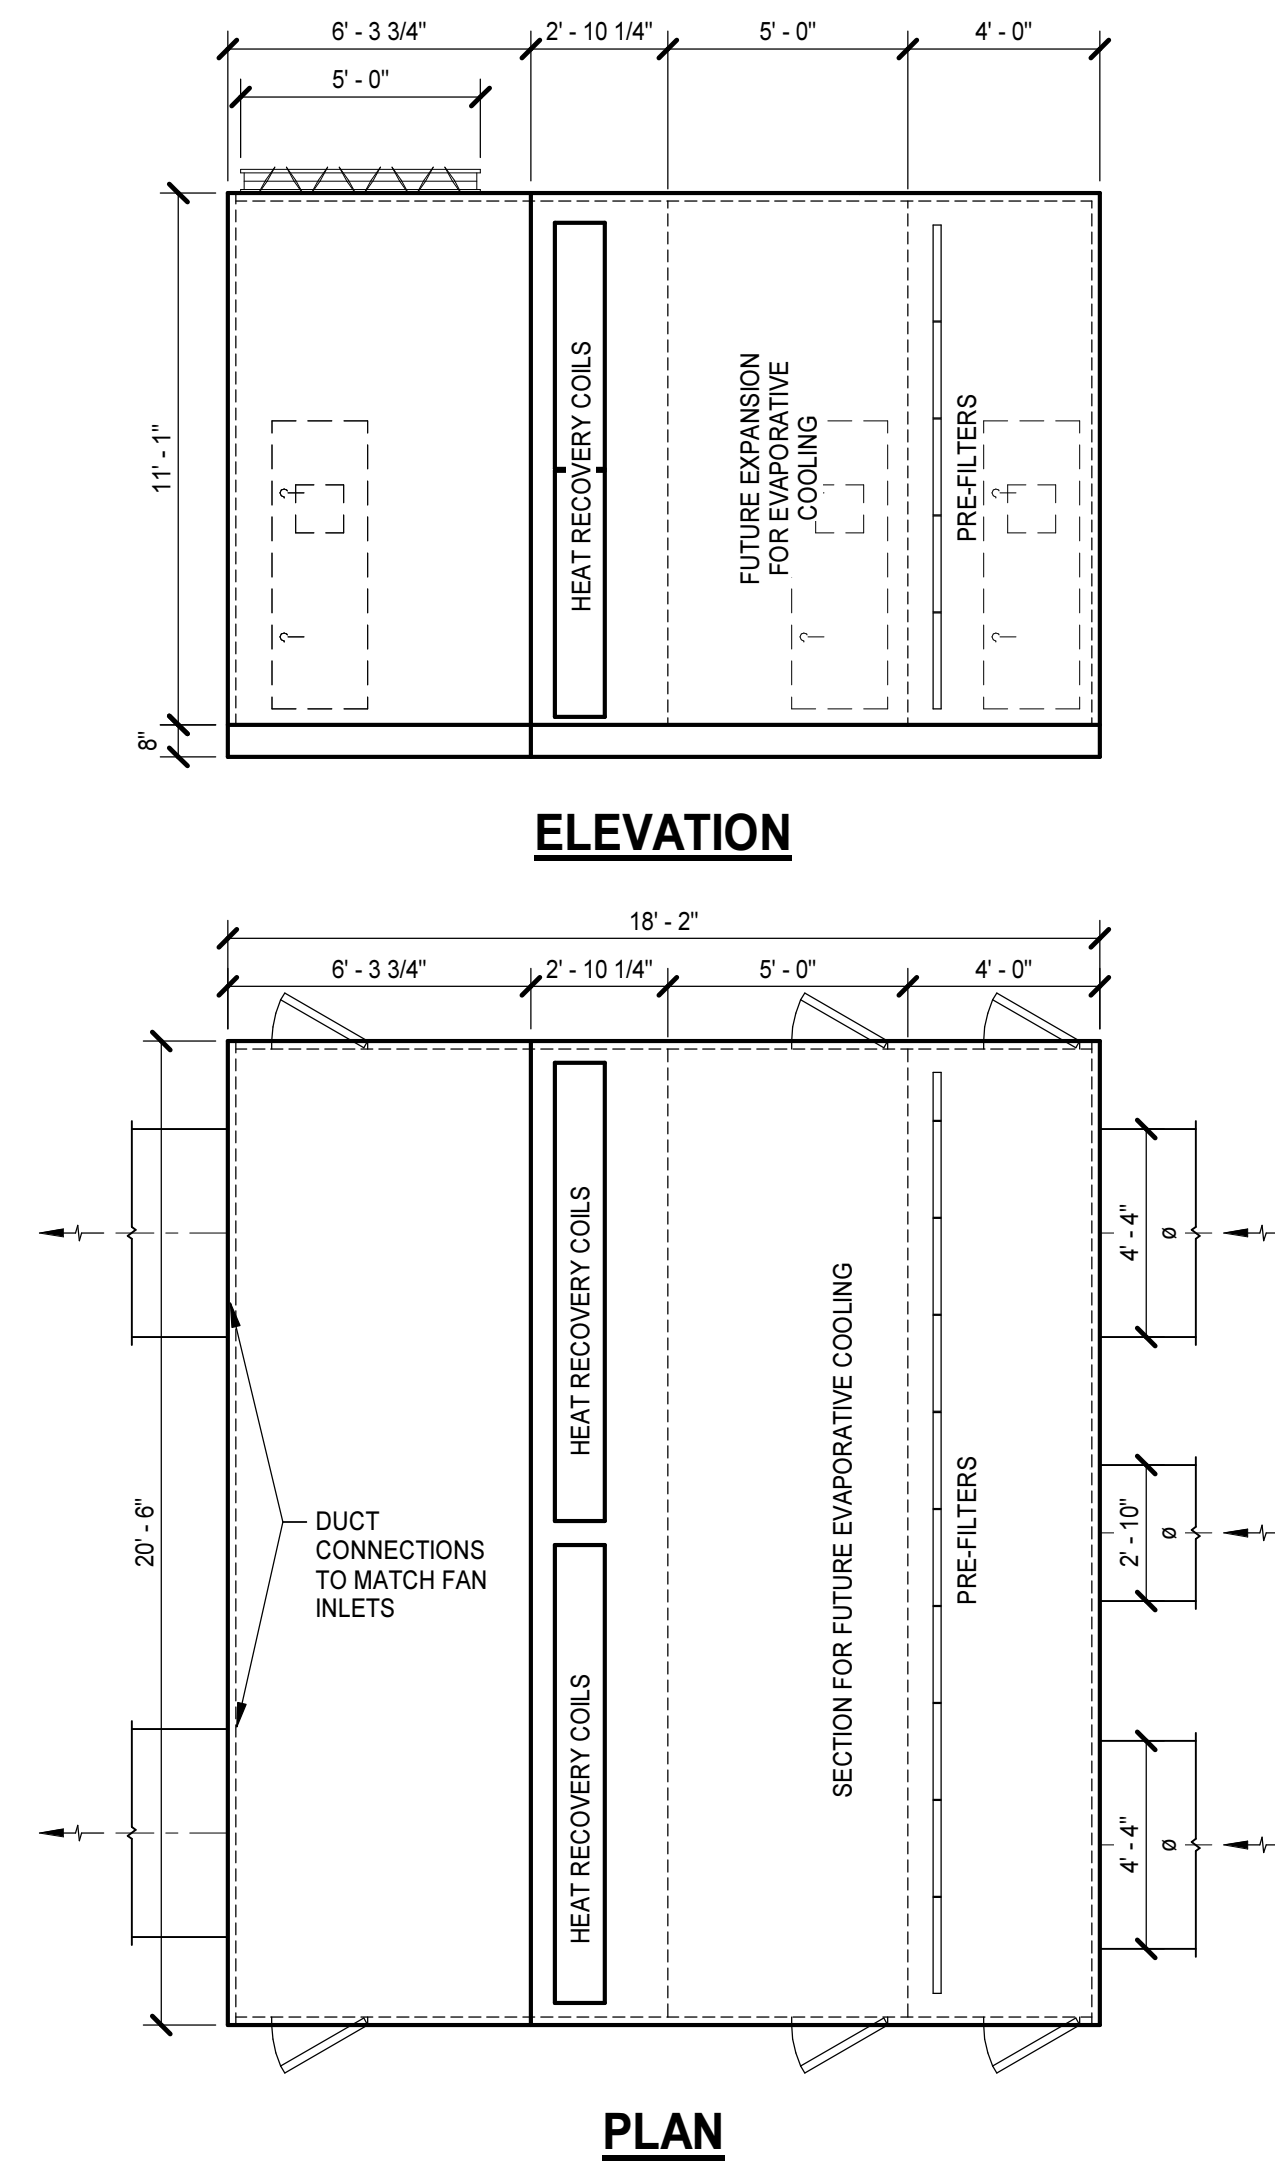 6' - 3 3/4"
2' - 10 1/4"
5' - 0"
4' - 0"
5' - 0"
11' - 1"
8"
HEAT RECOVERY COILS
FUTURE EXPANSION
FOR EVAPORATIVE
COOLING
PRE-FILTERS
ELEVATION
18' - 2"
6' - 3 3/4"
2' - 10 1/4"
5' - 0"
4' - 0"
20' - 6"
DUCT
CONNECTIONS
TO MATCH FAN
INLETS
HEAT RECOVERY COILS
HEAT RECOVERY COILS
SECTION FOR FUTURE EVAPORATIVE COOLING
PRE-FILTERS
4' - 4"
ø
2' - 10"
ø
4' - 4"
ø
PLAN